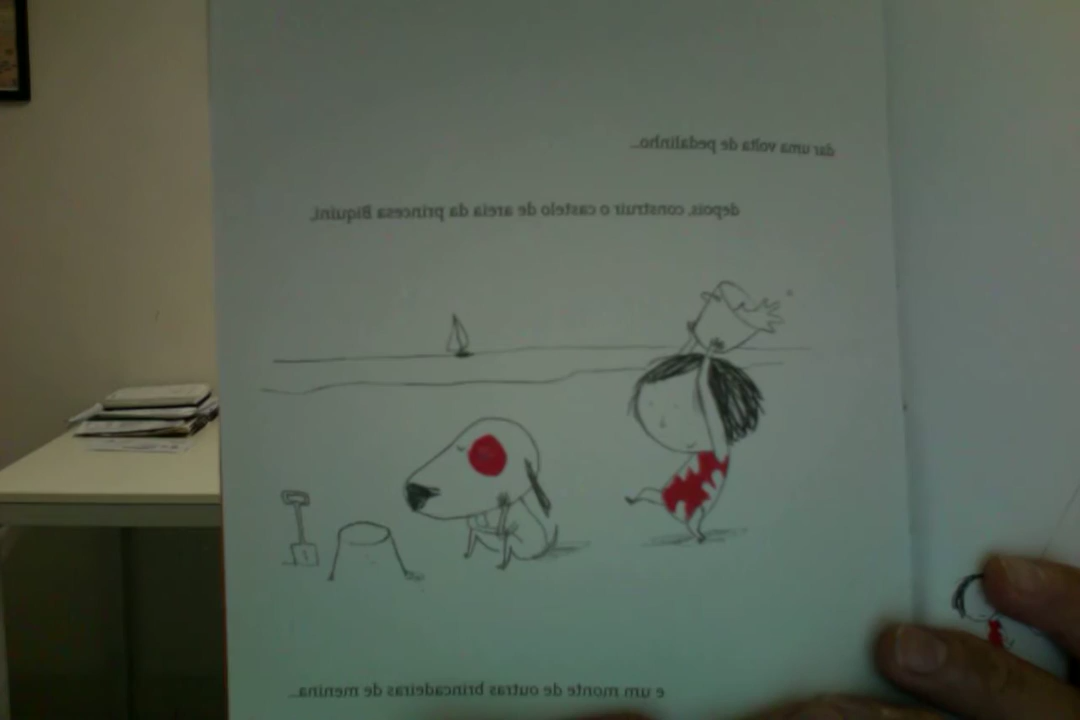 dar uma volta de pedalinho...
depois, construir o castelo de areia da princesa Biquíni,
e um monte de outras brincadeiras de menina...